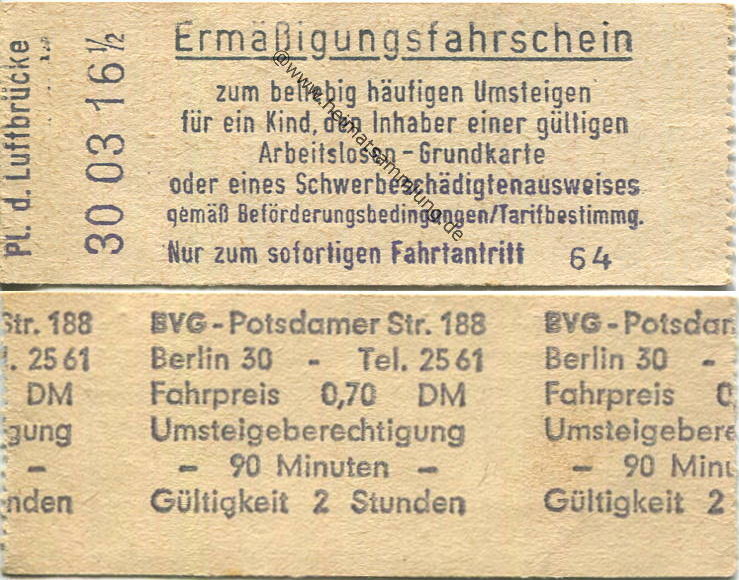 Pl. d. Luftbrücke
30 03 16½
Ermäßigungsfahrschein
zum beliebig häufigen Umsteigen
für ein Kind, den Inhaber einer gültigen
Arbeitslosen-Grundkarte
oder eines Schwerbeschädigtenausweises
gemäß Beförderungsbedingungen/Tarifbestimmg.
Nur zum sofortigen Fahrtantritt 64
@www.heimatsammlung.de
Str. 188 BVG-Potsdamer Str. 188 BVG-Potsdam
l. 25 61 Berlin 30 - Tel. 25 61 Berlin 30 -
DM Fahrpreis 0,70 DM Fahrpreis 0
gung Umsteigeberechtigung Umsteigebere
- - 90 Minuten - - 90 Minu
nden Gültigkeit 2 Stunden Gültigkeit 2